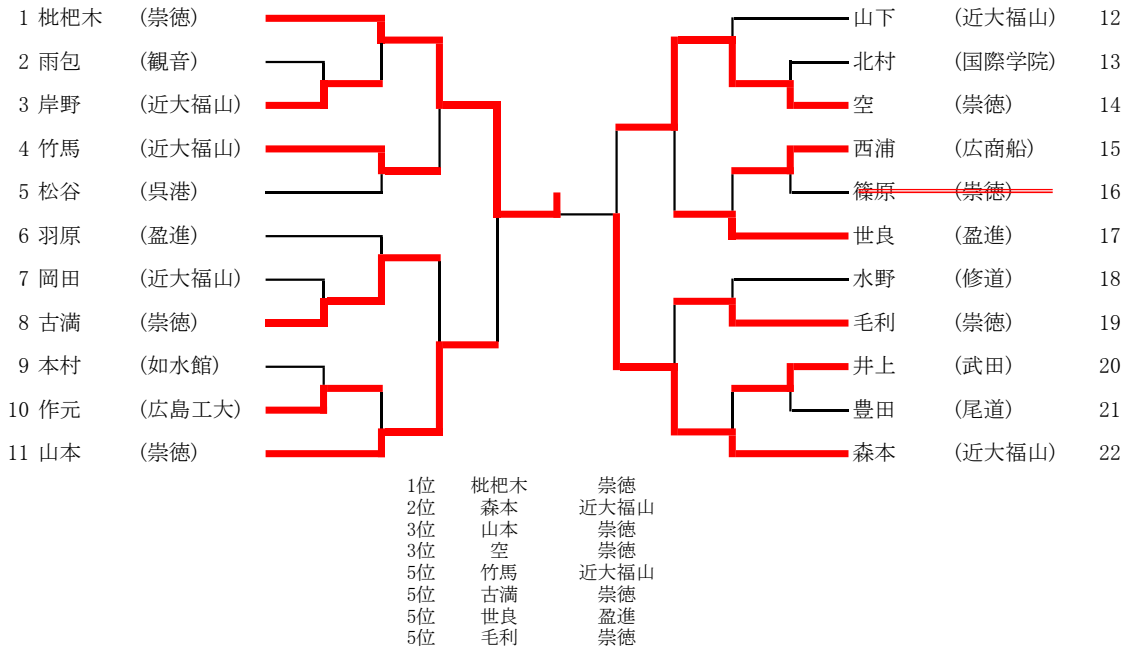 1 枇杷木 (崇徳)
2 雨包 (観音)
3 岸野 (近大福山)
4 竹馬 (近大福山)
5 松谷 (呉港)
6 羽原 (盈進)
7 岡田 (近大福山)
8 古満 (崇徳)
9 本村 (如水館)
10 作元 (広島工大)
11 山本 (崇徳)
山下 (近大福山) 12
北村 (国際学院) 13
空 (崇徳) 14
西浦 (広商船) 15
篠原 (崇徳) 16
世良 (盈進) 17
水野 (修道) 18
毛利 (崇徳) 19
井上 (武田) 20
豊田 (尾道) 21
森本 (近大福山) 22
1位 枇杷木 崇徳
2位 森本 近大福山
3位 山本 崇徳
3位 空 崇徳
5位 竹馬 近大福山
5位 古満 崇徳
5位 世良 盈進
5位 毛利 崇徳